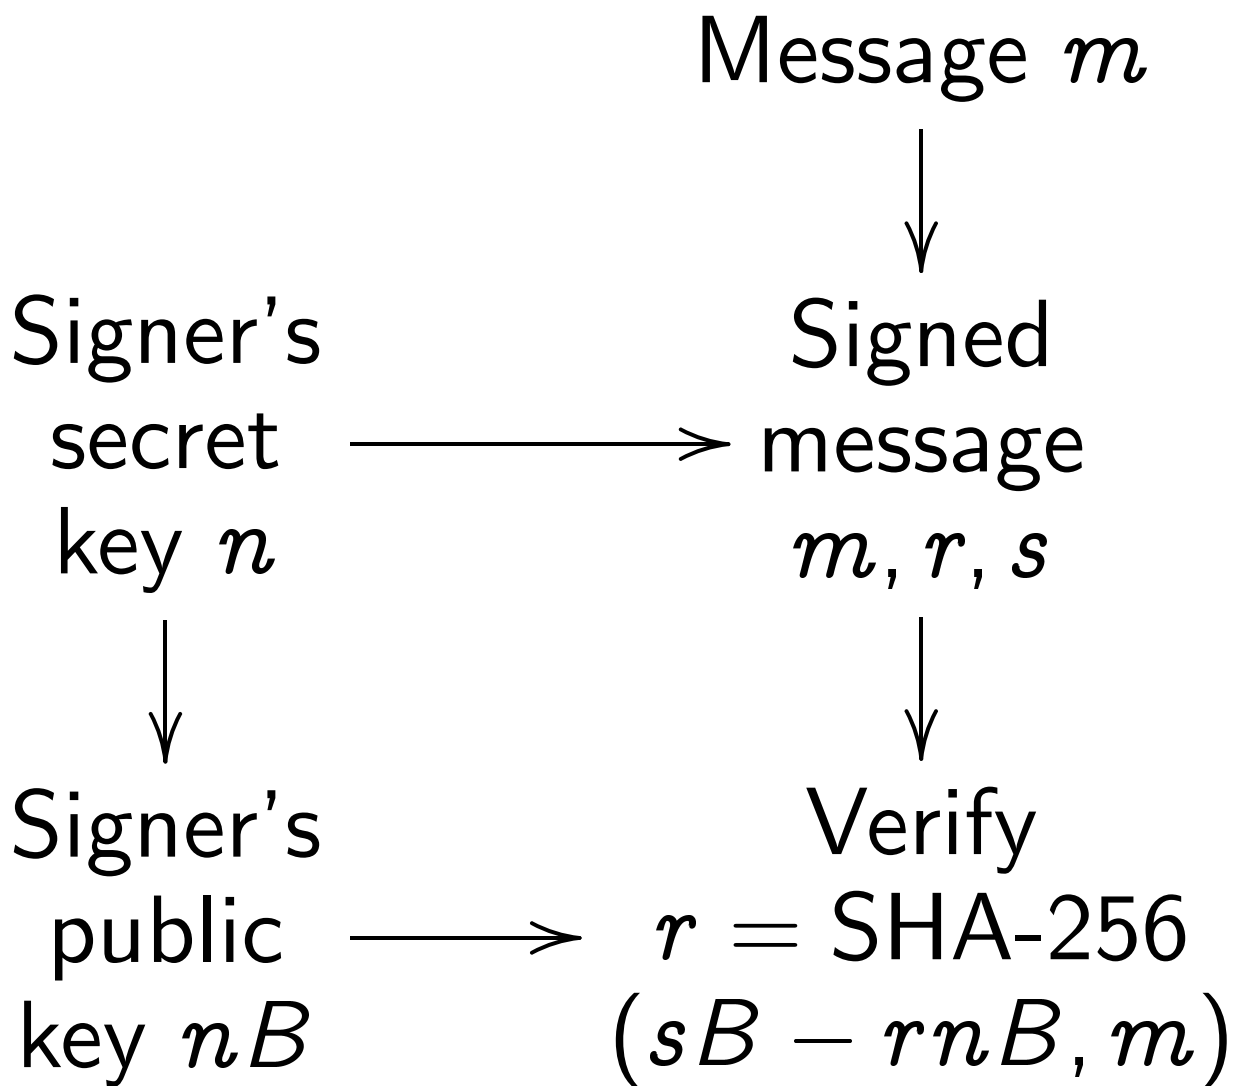 Message m
Signer's
secret
key n
Signed
message
m, r, s
Signer's
public
key nB
Verify
r = SHA-256
(sB − rnB, m)